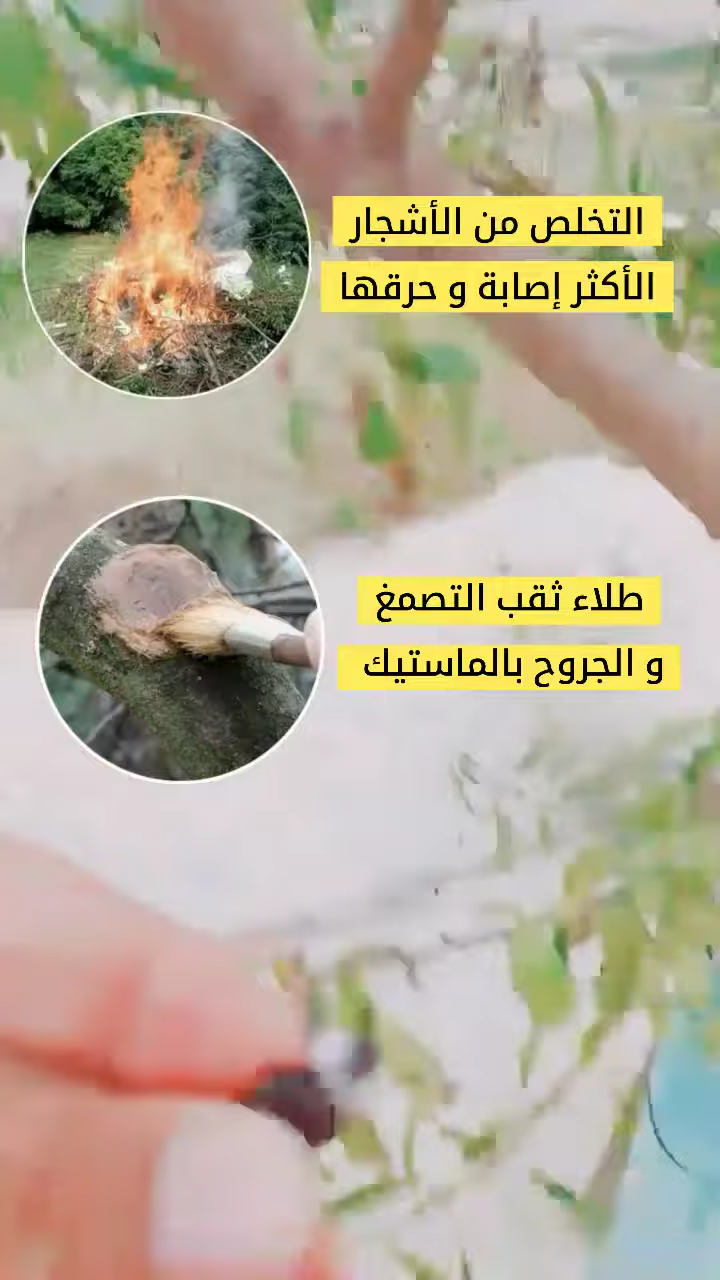 التخلص من الأشجار
الأكثر إصابة و حرقها
طلاء ثقب التصمغ
و الجروح بالماستيك